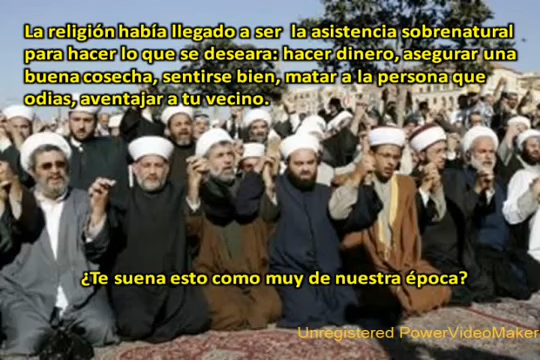 La religión había llegado a ser la asistencia sobrenatural
para hacer lo que se deseara: hacer dinero, asegurar una
buena cosecha, sentirse bien, matar a la persona que
odias, aventajar a tu vecino.
¿Te suena esto como muy de nuestra época?
Unregistered PowerVideoMaker